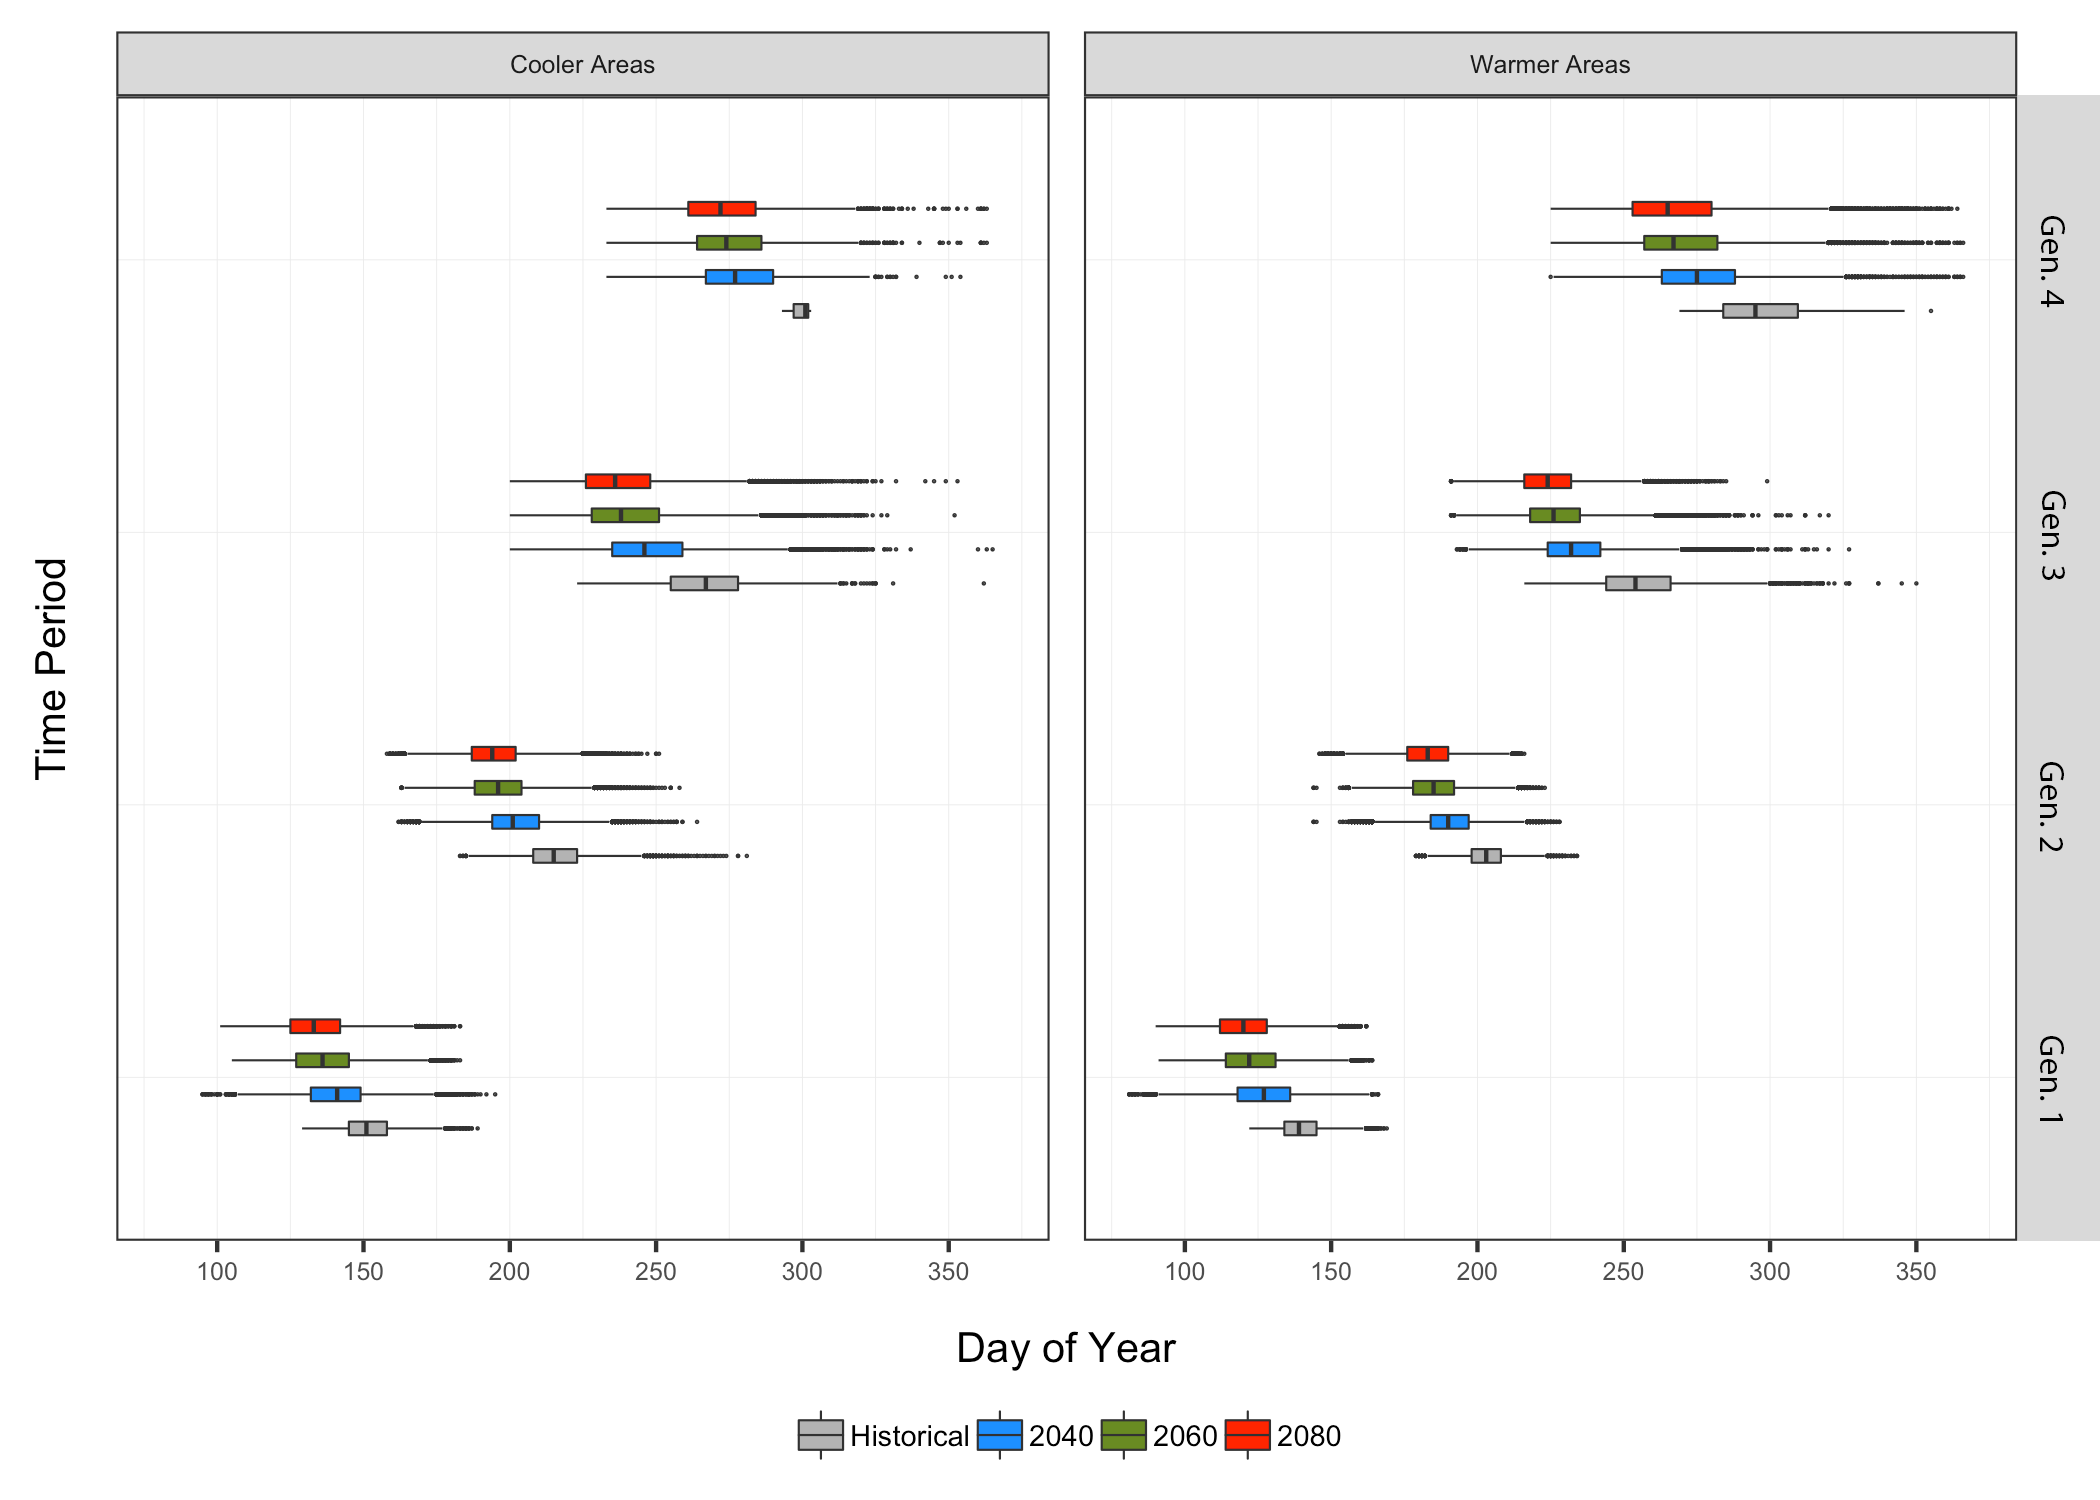 Cooler Areas
Warmer Areas
Gen. 4
Gen. 3
Gen. 2
Gen. 1
Time Period
100 150 200 250 300 350
100 150 200 250 300 350
Day of Year
Historical 2040 2060 2080